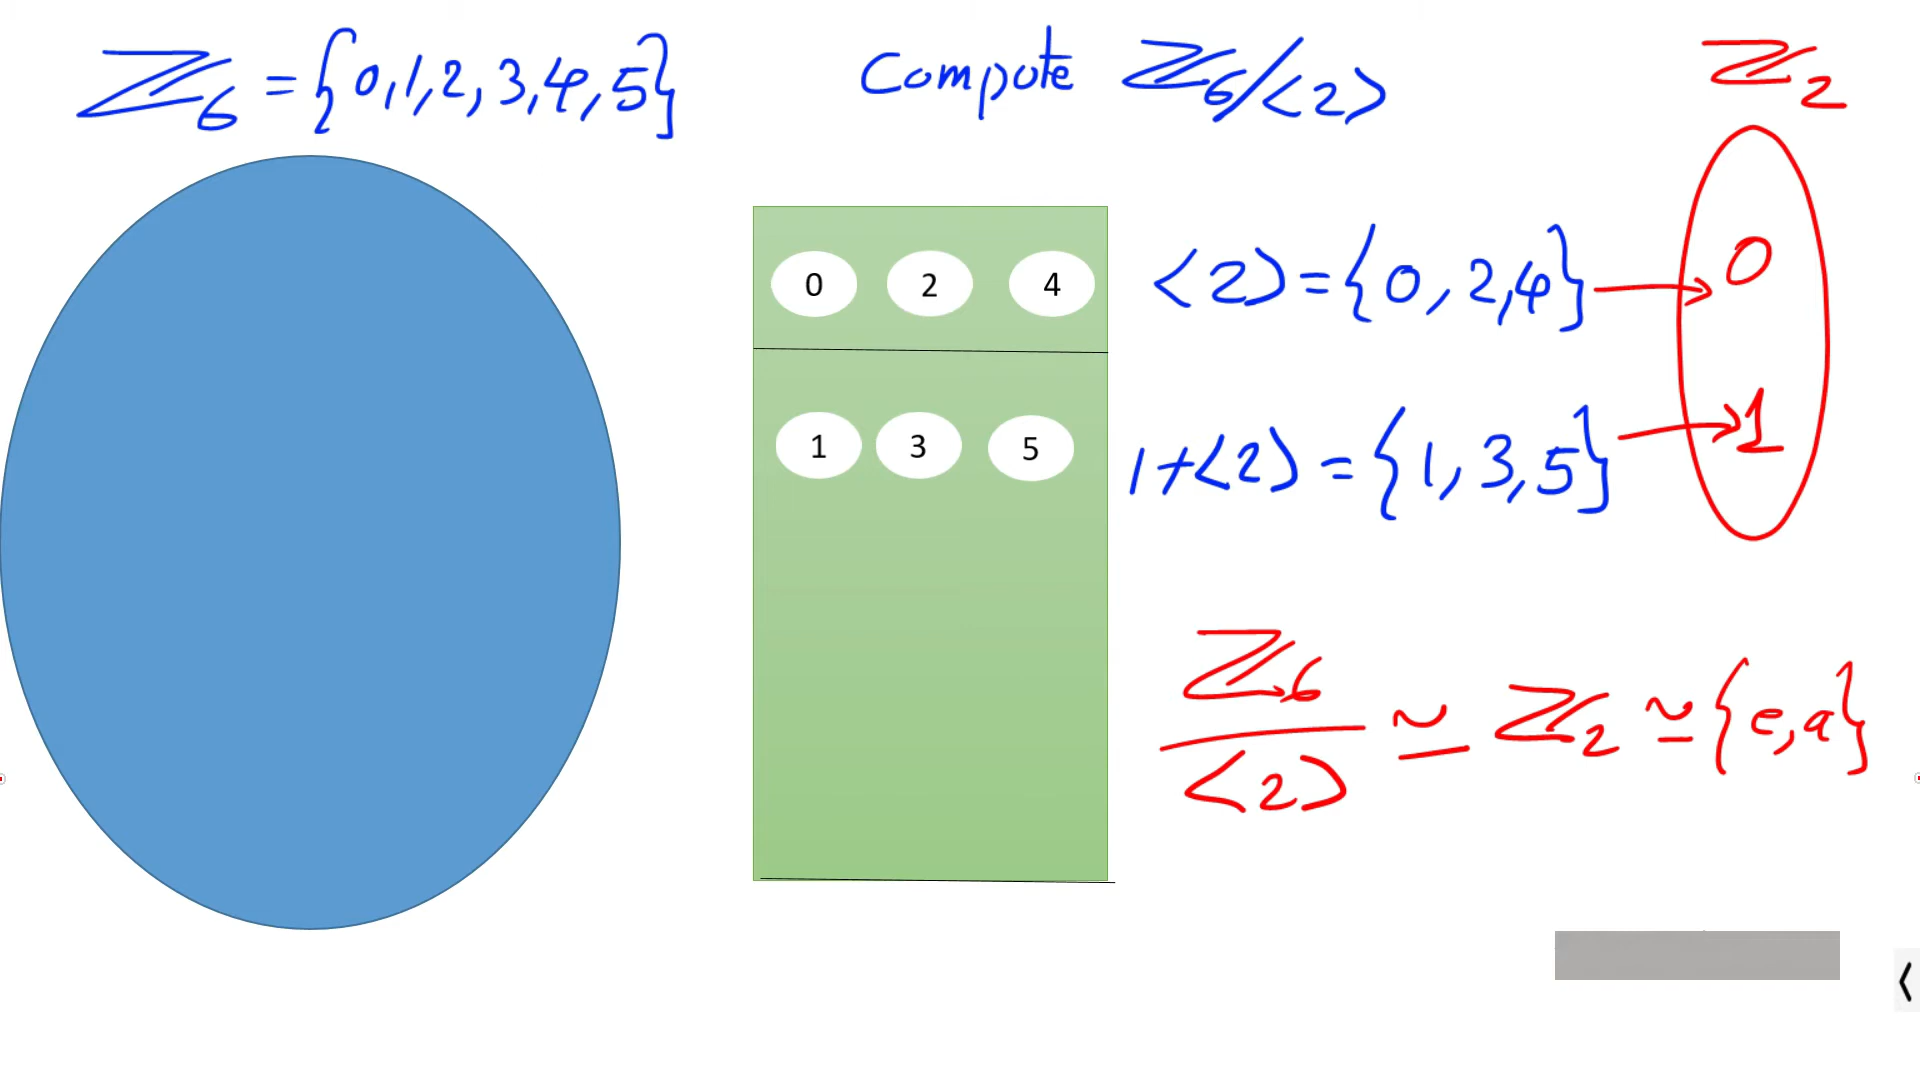 ℤ₆ = {0,1,2,3,4,5} Compute ℤ₆/<2> ℤ₂
0 2 4 <2> = {0,2,4} → 0
1 3 5 1+<2> = {1,3,5} → 1
ℤ₆/<2> ≃ ℤ₂ ≃ {e,a}